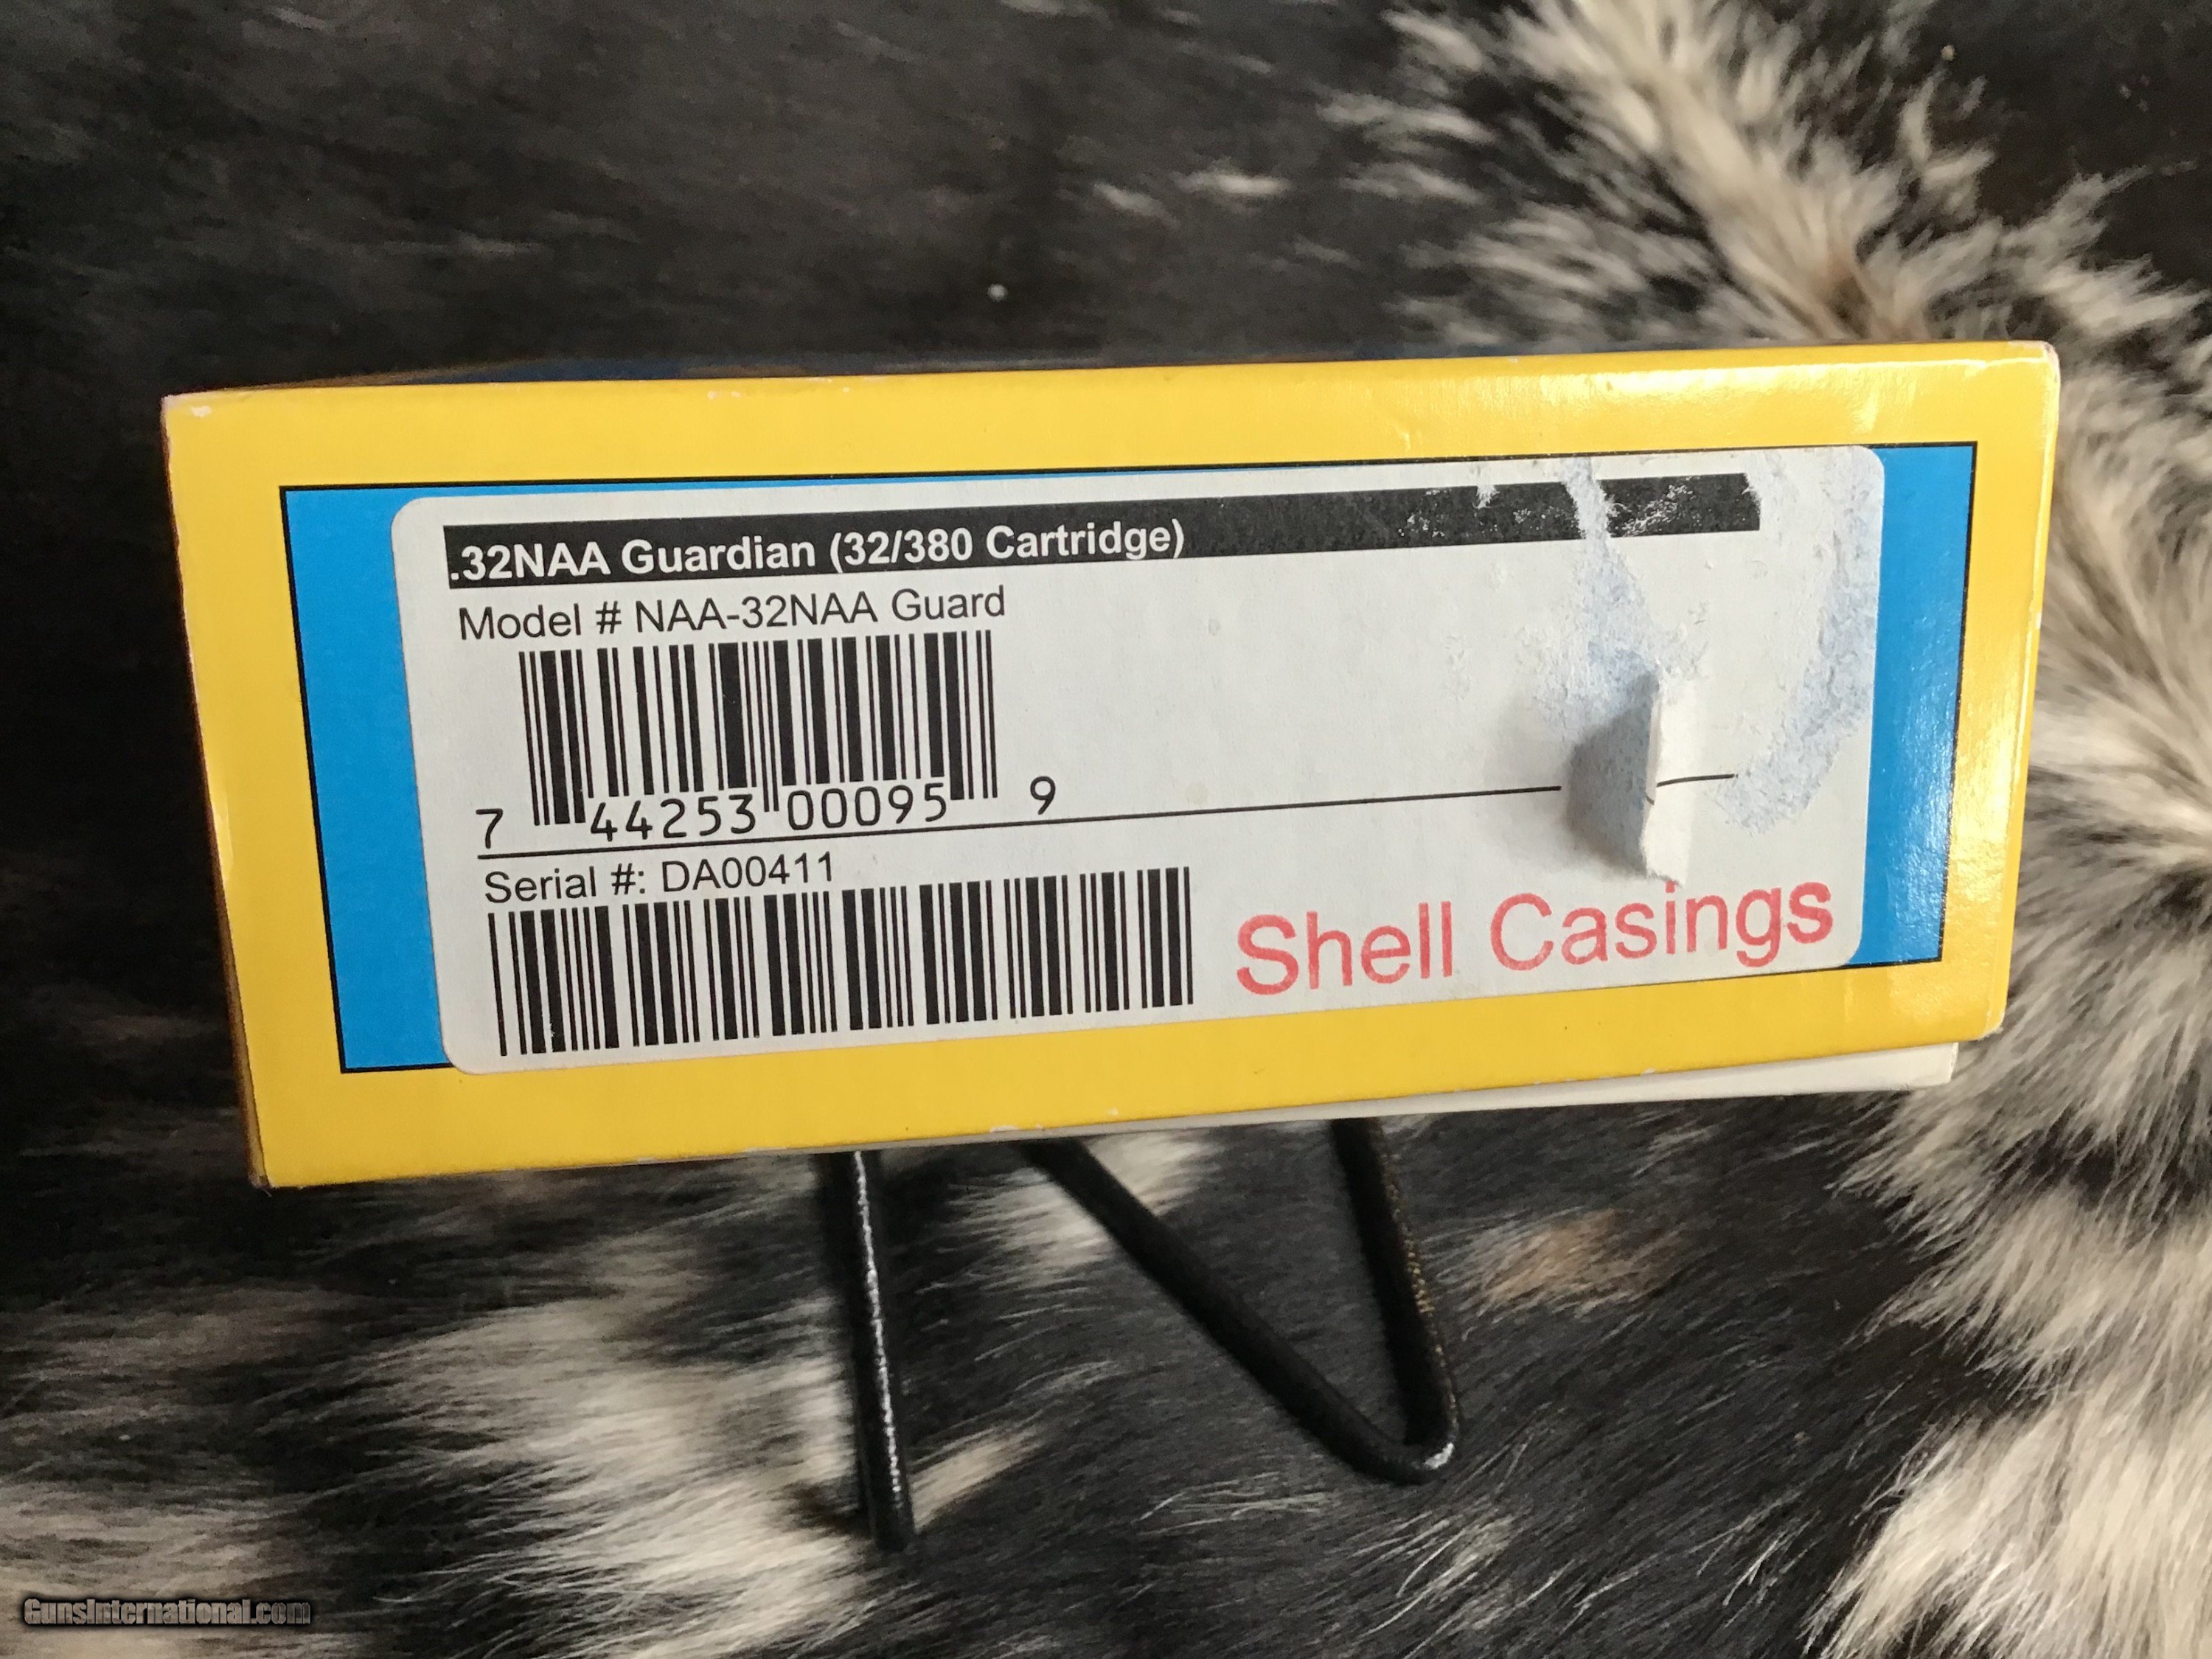 .32NAA Guardian (32/380 Cartridge)
Model # NAA-32NAA Guard
7 44253 00095 9
Serial #: DA00411
Shell Casings
GunsInternational.com